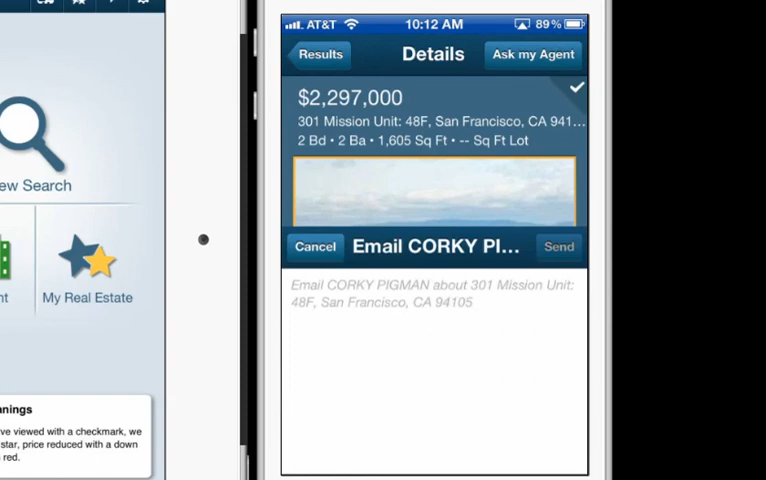 AT&T 10:12 AM 89%
Results Details Ask my Agent
$2,297,000
301 Mission Unit: 48F, San Francisco, CA 941...
2 Bd • 2 Ba • 1,605 Sq Ft • -- Sq Ft Lot
Cancel Email CORKY PI... Send
Email CORKY PIGMAN about 301 Mission Unit:
48F, San Francisco, CA 94105
ew Search
My Real Estate
nings
ve viewed with a checkmark, we
star, price reduced with a down
red.